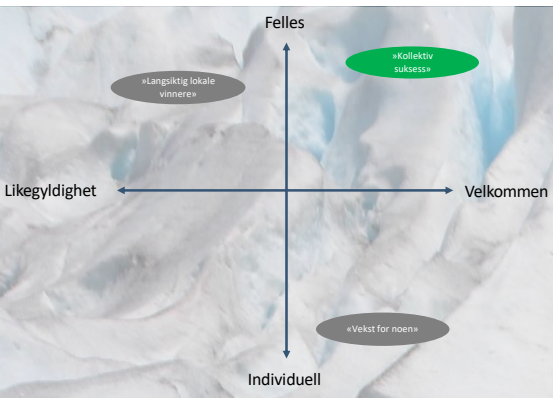 Felles
»Kollektiv
suksess»
»Langsiktig lokale
vinnere»
Likegyldighet
Velkommen
«Vekst for noen»
Individuell